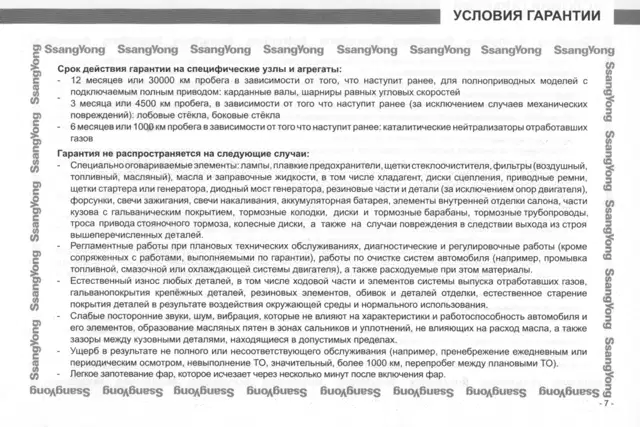 УСЛОВИЯ ГАРАНТИИ
SsangYong SsangYong SsangYong SsangYong SsangYong SsangYong SsangYong SsangYong
Срок действия гарантии на специфические узлы и агрегаты:
- 12 месяцев или 30000 км пробега в зависимости от того, что наступит ранее, для полноприводных моделей с
подключаемым полным приводом: карданные валы, шарниры равных угловых скоростей
- 3 месяца или 4500 км пробега, в зависимости от того что наступит ранее (за исключением случаев механических
повреждений): лобовые стёкла, боковые стёкла
- 6 месяцев или 1000 км пробега в зависимости от того что наступит ранее: каталитические нейтрализаторы отработавших
газов
Гарантия не распространяется на следующие случаи:
- Специально оговариваемые элементы: лампы, плавкие предохранители, щетки стеклоочистителя, фильтры (воздушный,
топливный, масляный), масла и заправочные жидкости, в том числе хладагент, диски сцепления, приводные ремни,
щетки стартера или генератора, диодный мост генератора, резиновые части и детали (за исключением опор двигателя),
форсунки, свечи зажигания, свечи накаливания, аккумуляторная батарея, элементы внутренней отделки салона, части
кузова с гальваническим покрытием, тормозные колодки, диски и тормозные барабаны, тормозные трубопроводы,
троса привода стояночного тормоза, колесные диски, а также на случаи повреждения в следствии выхода из строя
вышеперечисленных деталей.
- Регламентные работы при плановых технических обслуживаниях, диагностические и регулировочные работы (кроме
сопряженных с работами, выполняемыми по гарантии), работы по очистке систем автомобиля (например, промывка
топливной, смазочной или охлаждающей системы двигателя), а также расходуемые при этом материалы.
- Естественный износ любых деталей, в том числе ходовой части и элементов системы выпуска отработавших газов,
гальванопокрытия крепёжных деталей, резиновых элементов, обивок и деталей отделки, естественное старение
покрытия деталей в результате воздействия окружающей среды и нормального использования.
- Слабые посторонние звуки, шум, вибрация, которые не влияют на характеристики и работоспособность автомобиля и
его элементов, образование масляных пятен в зонах сальников и уплотнений, не влияющих на расход масла, а также
зазоры между кузовными деталями, находящиеся в допустимых пределах.
- Ущерб в результате не полного или несоответствующего обслуживания (например, пренебрежение ежедневным или
периодическим осмотром, невыполнение ТО, значительный, более 1000 км, перепробег между плановыми ТО).
- Легкое запотевание фар, которое исчезает через несколько минут после включения фар.
SsangYong SsangYong SsangYong SsangYong SsangYong SsangYong SsangYong SsangYong
SsangYong SsangYong SsangYong SsangYong SsangYong
SsangYong SsangYong SsangYong SsangYong SsangYong
- 7 -